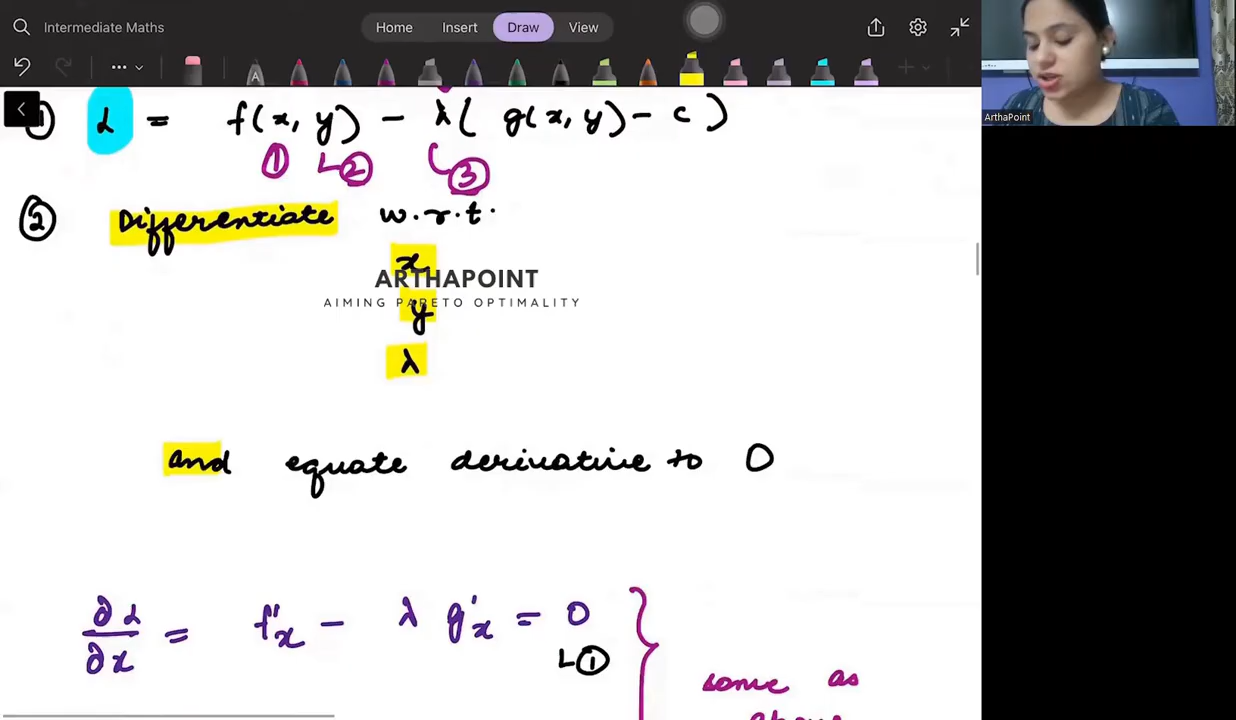 Intermediate Maths
Home Insert Draw View
ArthaPoint
① L = f(x, y) - λ( g(x, y) - c )
① ② ③
② Differentiate w.r.t.
x
ARTHAPOINT
AIMING PARETO OPTIMALITY
y
λ
and equate derivative to 0
∂L/∂x = f'x - λ g'x = 0
①
same as
above